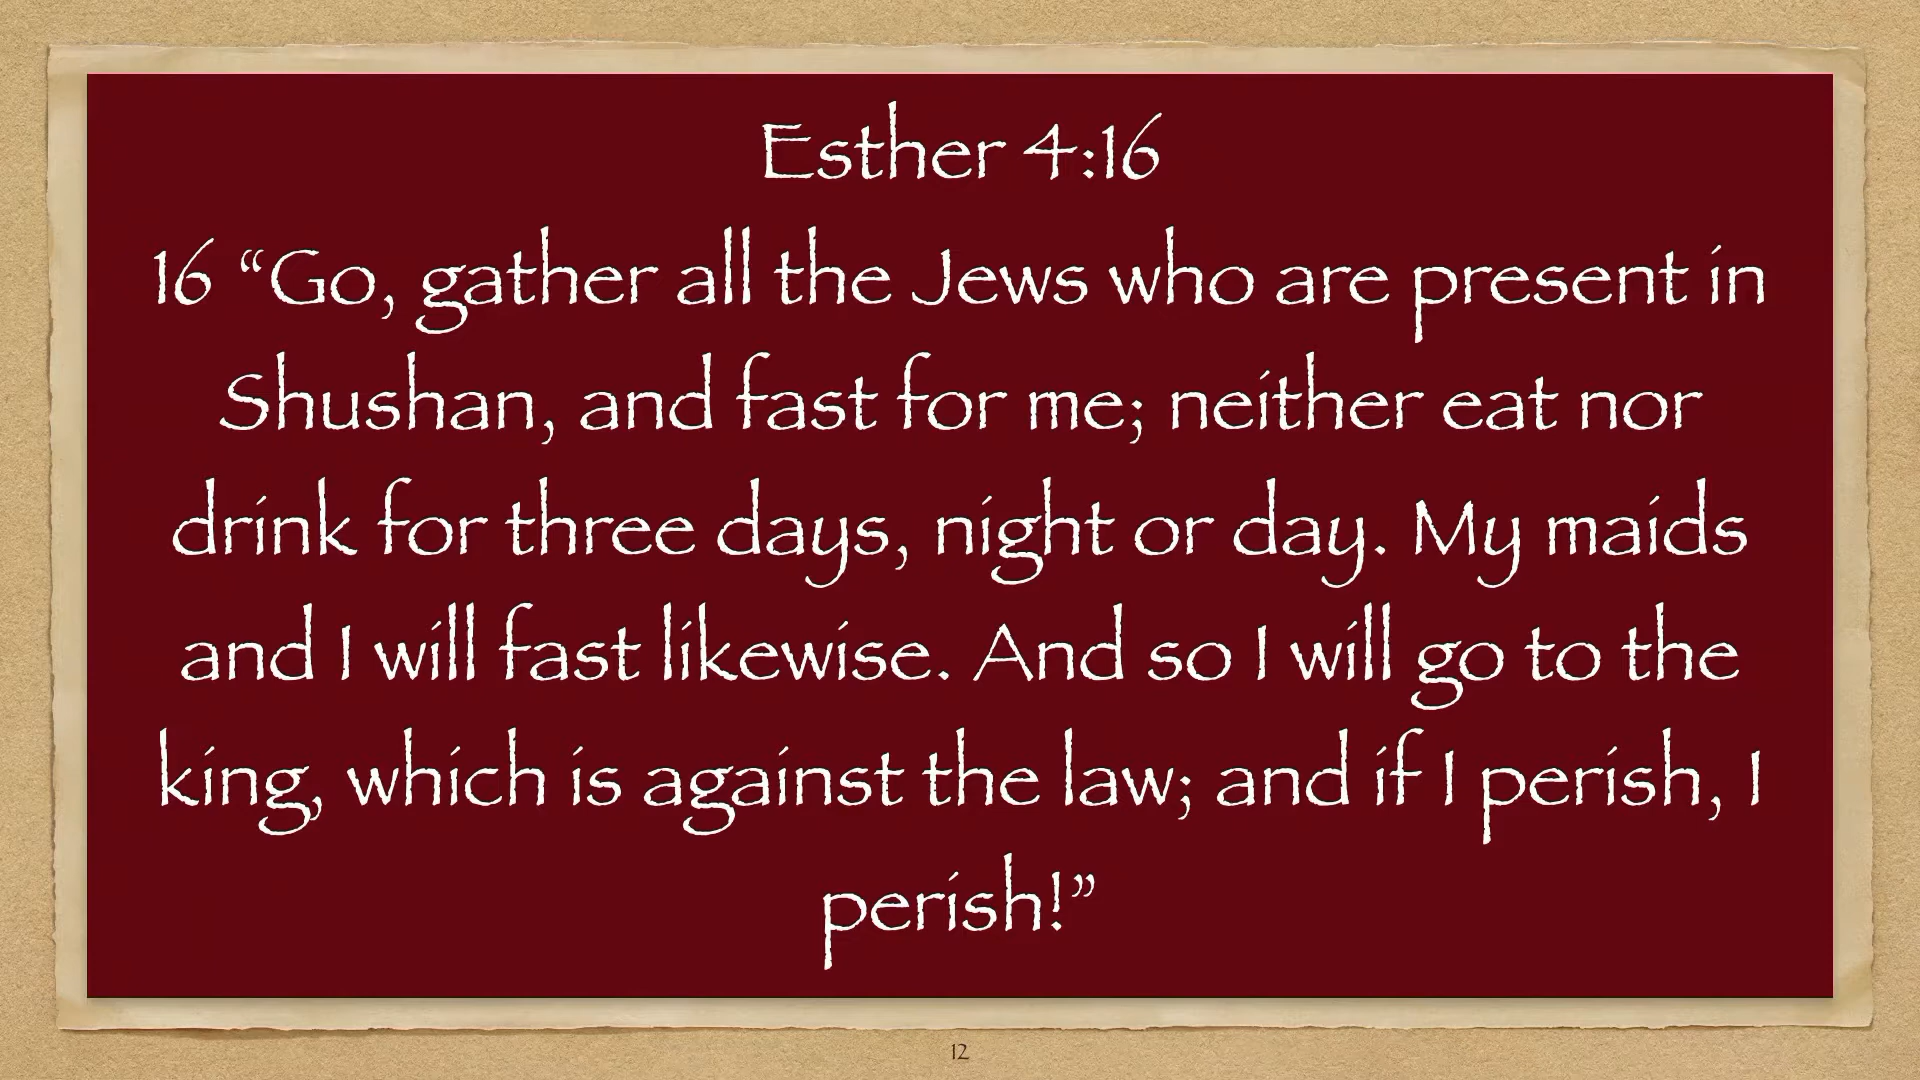 Esther 4:16
16 “Go, gather all the Jews who are present in
Shushan, and fast for me; neither eat nor
drink for three days, night or day. My maids
and I will fast likewise. And so I will go to the
king, which is against the law; and if I perish, I
perish!”
12